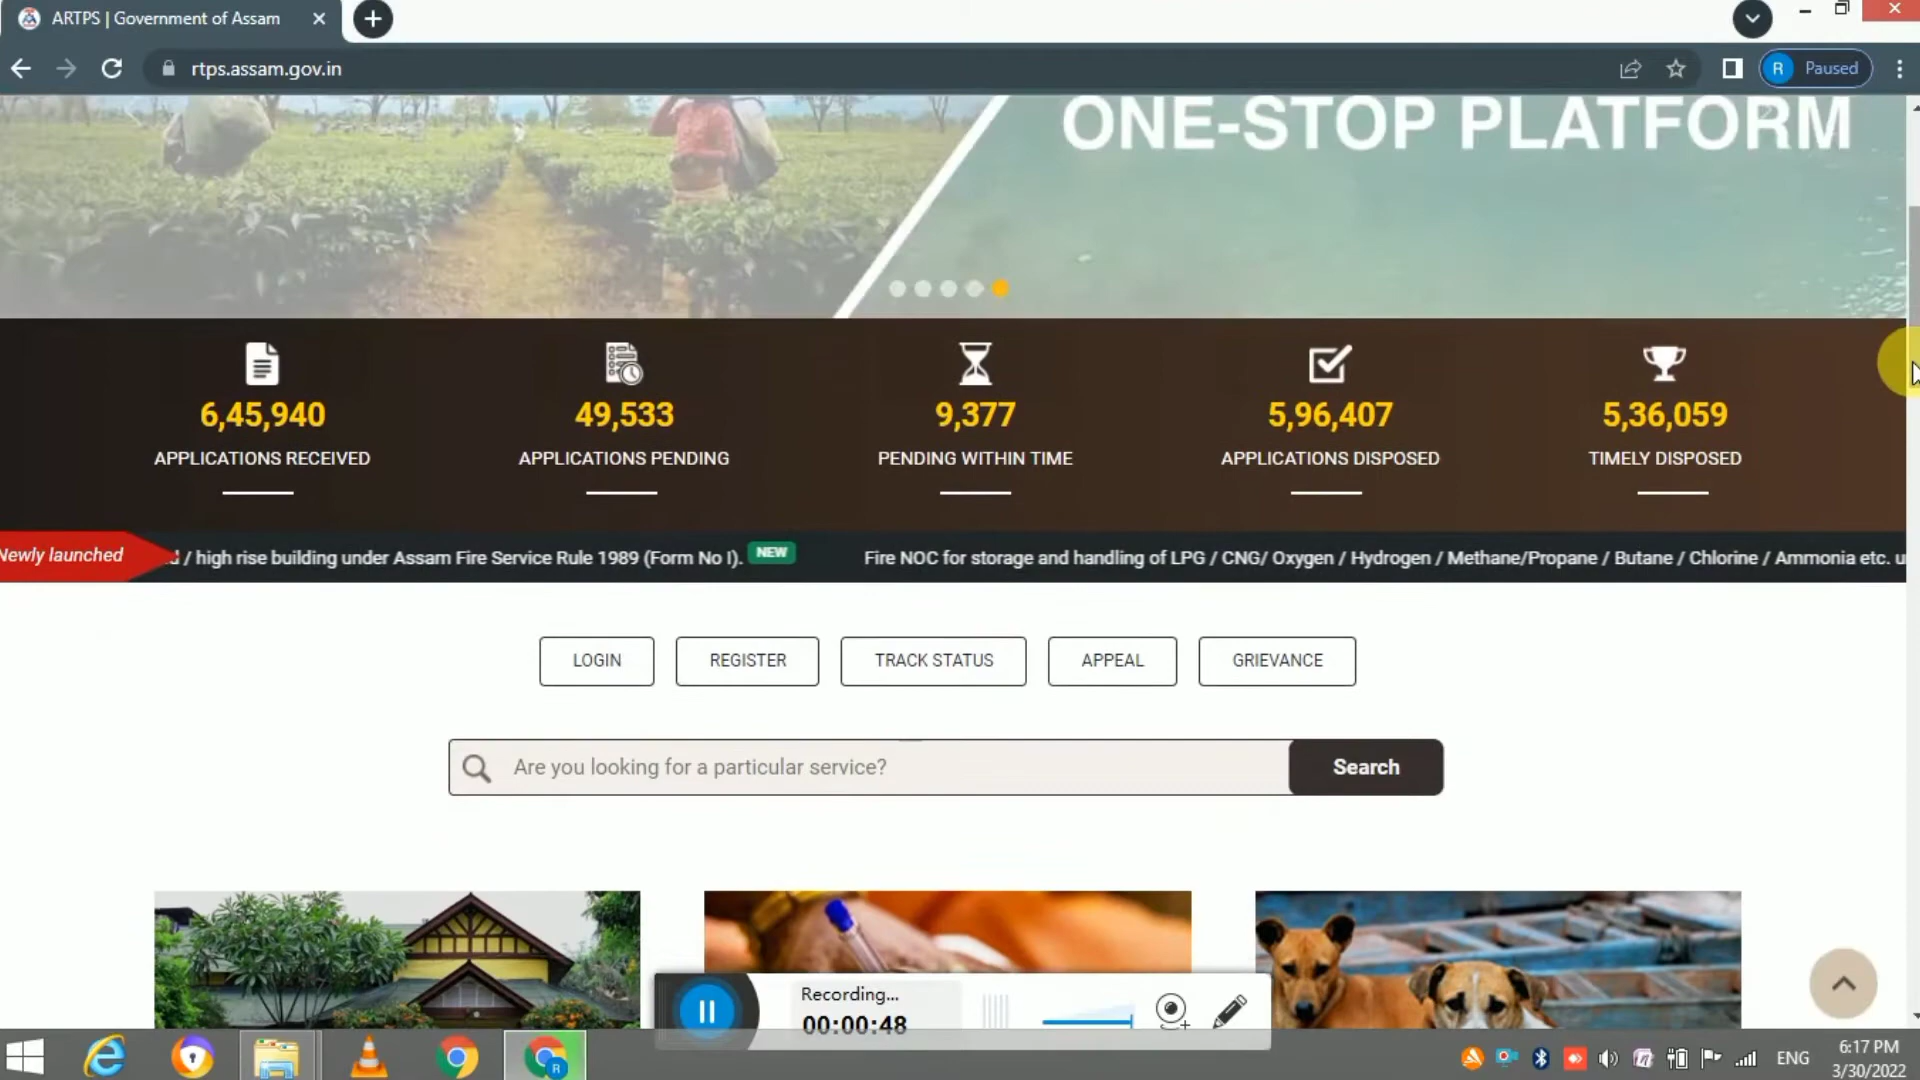 ARTPS | Government of Assam
rtps.assam.gov.in
R Paused
ONE-STOP PLATFORM
6,45,940 49,533 9,377 5,96,407 5,36,059
APPLICATIONS RECEIVED APPLICATIONS PENDING PENDING WITHIN TIME APPLICATIONS DISPOSED TIMELY DISPOSED
Newly launched / high rise building under Assam Fire Service Rule 1989 (Form No I). NEW Fire NOC for storage and handling of LPG / CNG/ Oxygen / Hydrogen / Methane/Propane / Butane / Chlorine / Ammonia etc.
LOGIN REGISTER TRACK STATUS APPEAL GRIEVANCE
Are you looking for a particular service? Search
Recording...
00:00:48
R
ENG
6:17 PM
3/30/2022